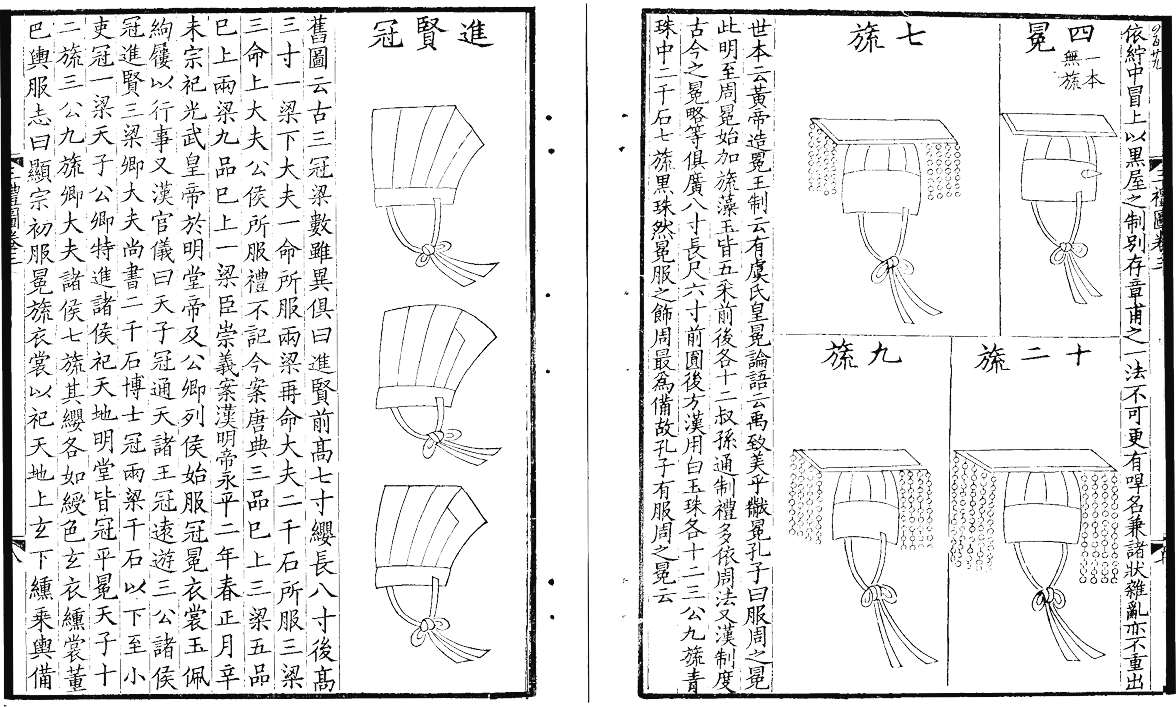 依紵巾冒上以黑屋之制別存章甫之一法不可更有哻名兼諸狀雜亂亦不重出
四冕
一本無旒
七旒
十二旒
九旒
世本云黃帝造冕王制云有虞氏皇冕論語云禹致美乎黻冕孔子曰服周之冕
此明至周冕始加旒藻玉皆五采前後各十二叔孫通制禮多依周法又漢制度
古今之冕略等俱廣八寸長尺六寸前圎後方漢用白玉珠各十二三公九旒青
珠中二千石七旒黑珠然冕服之飾周最爲備故孔子有服周之冕云
進賢冠
舊圖云古三冠梁數雖異俱曰進賢前髙七寸纓長八寸後髙
三寸一梁下大夫一命所服兩梁再命大夫二千石所服三梁
三命上大夫公侯所服禮不記今案唐典三品巳上三梁五品
巳上兩梁九品巳上一梁臣崇義案漢明帝永平二年春正月辛
未宗祀光武皇帝於明堂帝及公卿列侯始服冠冕衣裳玉佩
絇屨以行事又漢官儀曰天子冠通天諸王冠遠遊三公諸侯
冠進賢三梁卿大夫尚書二千石博士冠兩梁千石以下至小
吏冠一梁天子公卿特進諸侯祀天地明堂皆冠平冕天子十
二旒三公九旒卿大夫諸侯七旒其纓各如綬色玄衣纁裳董
巴輿服志曰顯宗初服冕旒衣裳以祀天地上玄下纁乘輿備